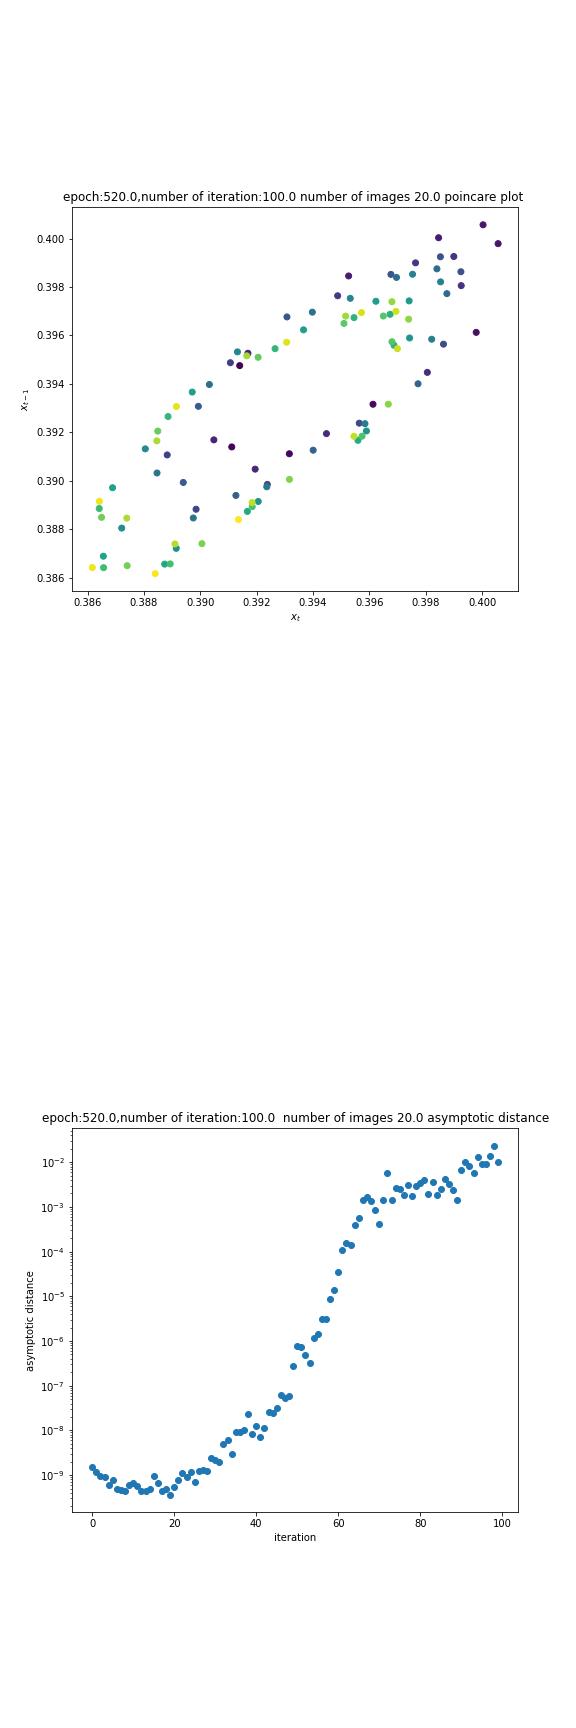 epoch:520.0,number of iteration:100.0 number of images 20.0 poincare plot
0.400
0.398
0.396
0.394
0.392
0.390
0.388
0.386
x_{t-1}
0.386 0.388 0.390 0.392 0.394 0.396 0.398 0.400
x_t
epoch:520.0,number of iteration:100.0  number of images 20.0 asymptotic distance
10^{-2}
10^{-3}
10^{-4}
10^{-5}
10^{-6}
10^{-7}
10^{-8}
10^{-9}
asymptotic distance
0 20 40 60 80 100
iteration